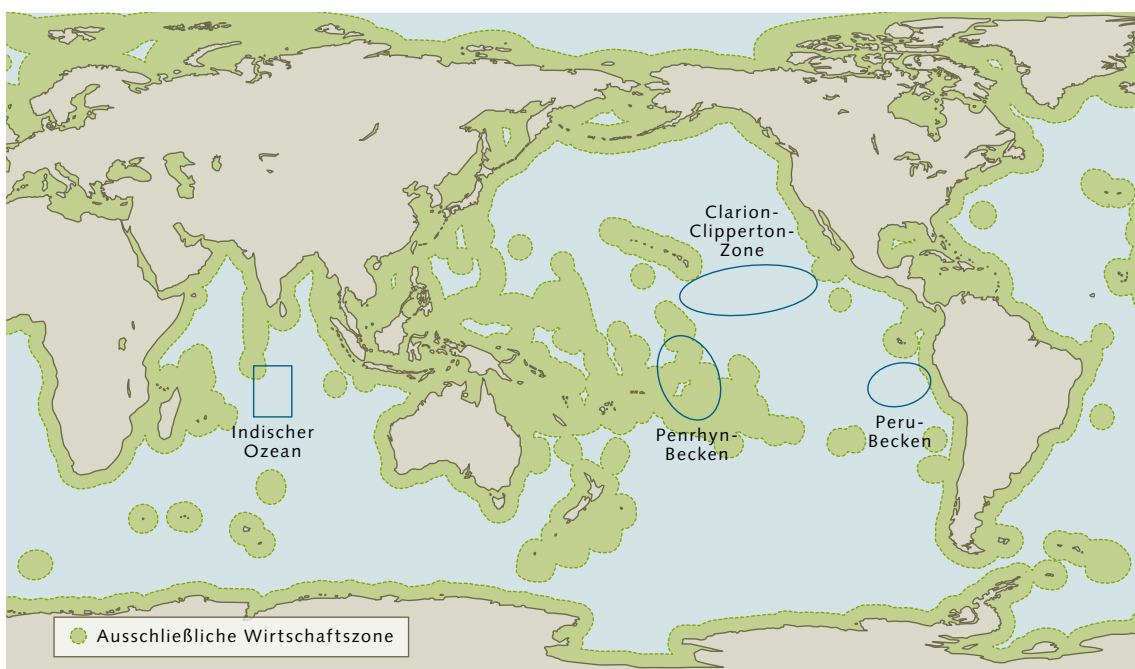 Clarion-
Clipperton-
Zone
Indischer
Ozean
Penrhyn-
Becken
Peru-
Becken
Ausschließliche Wirtschaftszone